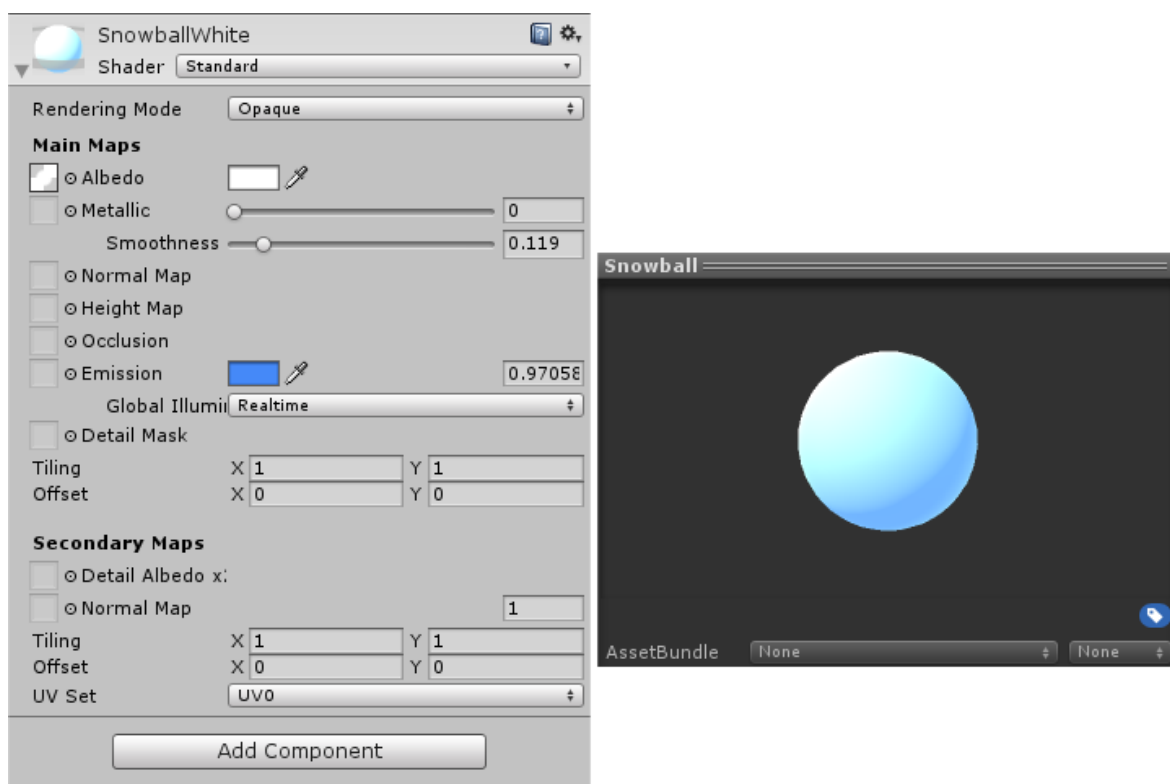 SnowballWhite
Shader Standard
Rendering Mode Opaque
Main Maps
Albedo
Metallic 0
Smoothness 0.119
Normal Map
Height Map
Occlusion
Emission 0.97058
Global Illumi Realtime
Detail Mask
Tiling X 1 Y 1
Offset X 0 Y 0
Secondary Maps
Detail Albedo x
Normal Map 1
Tiling X 1 Y 1
Offset X 0 Y 0
UV Set UV0
Add Component
Snowball
AssetBundle None None